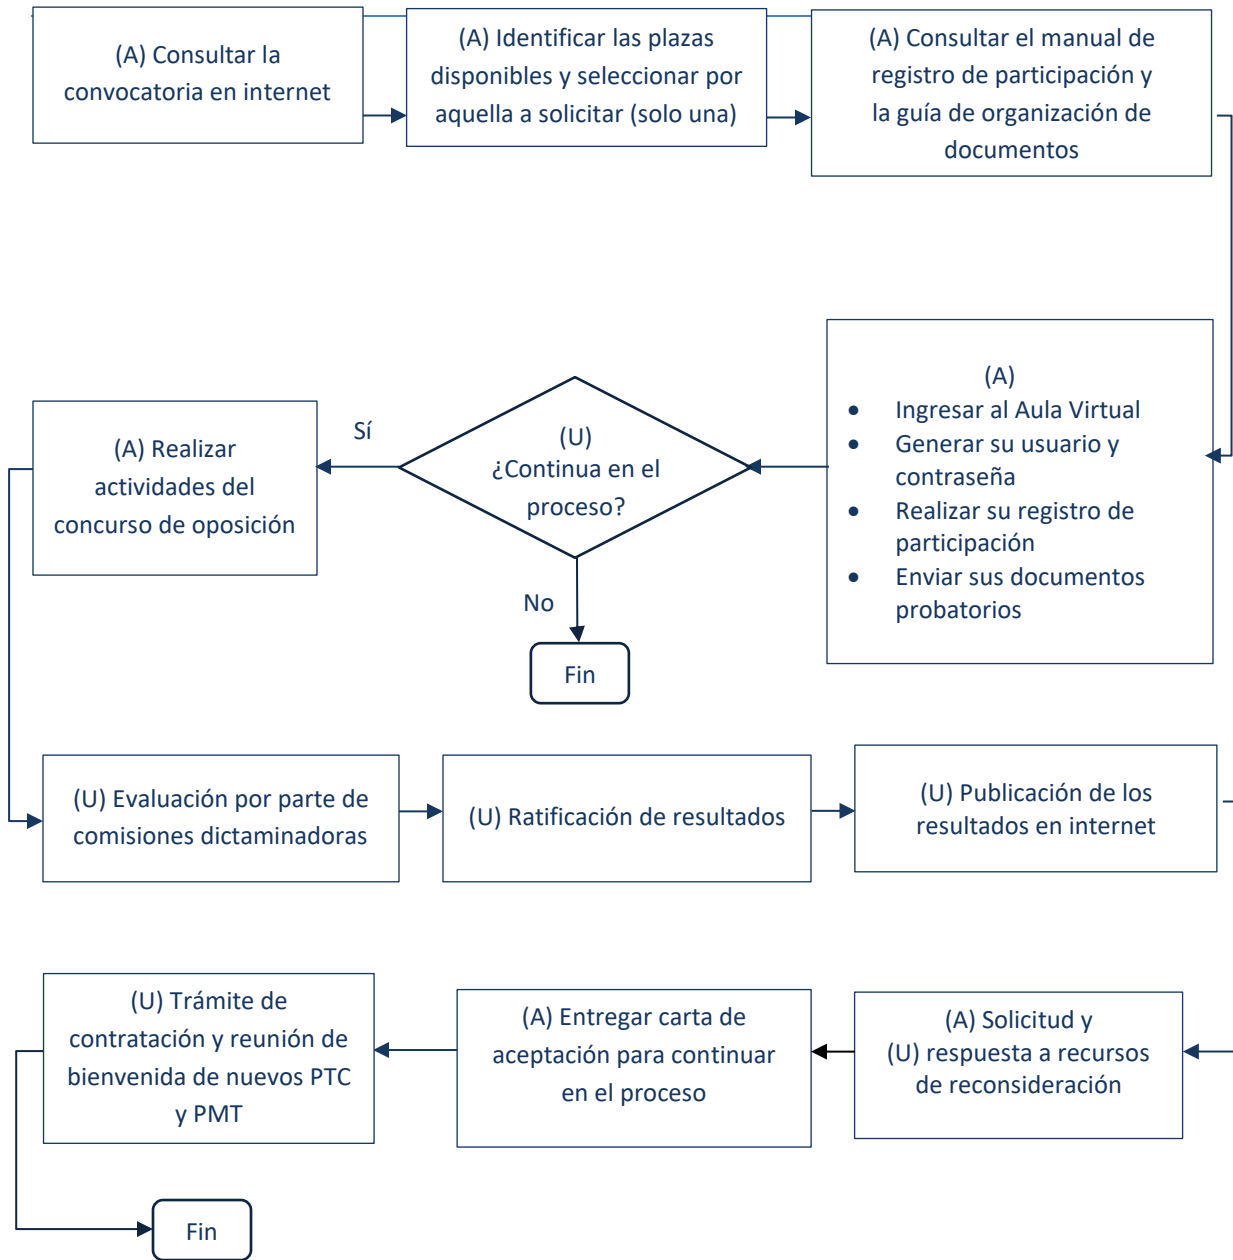 (A) Consultar la
convocatoria en internet
(A) Identificar las plazas
disponibles y seleccionar por
aquella a solicitar (solo una)
(A) Consultar el manual de
registro de participación y
la guía de organización de
documentos
(A)
• Ingresar al Aula Virtual
• Generar su usuario y
contraseña
• Realizar su registro de
participación
• Enviar sus documentos
probatorios
(U)
¿Continua en el
proceso?
Sí
No
Fin
(A) Realizar
actividades del
concurso de oposición
(U) Evaluación por parte de
comisiones dictaminadoras
(U) Ratificación de resultados
(U) Publicación de los
resultados en internet
(A) Solicitud y
(U) respuesta a recursos
de reconsideración
(A) Entregar carta de
aceptación para continuar
en el proceso
(U) Trámite de
contratación y reunión de
bienvenida de nuevos PTC
y PMT
Fin